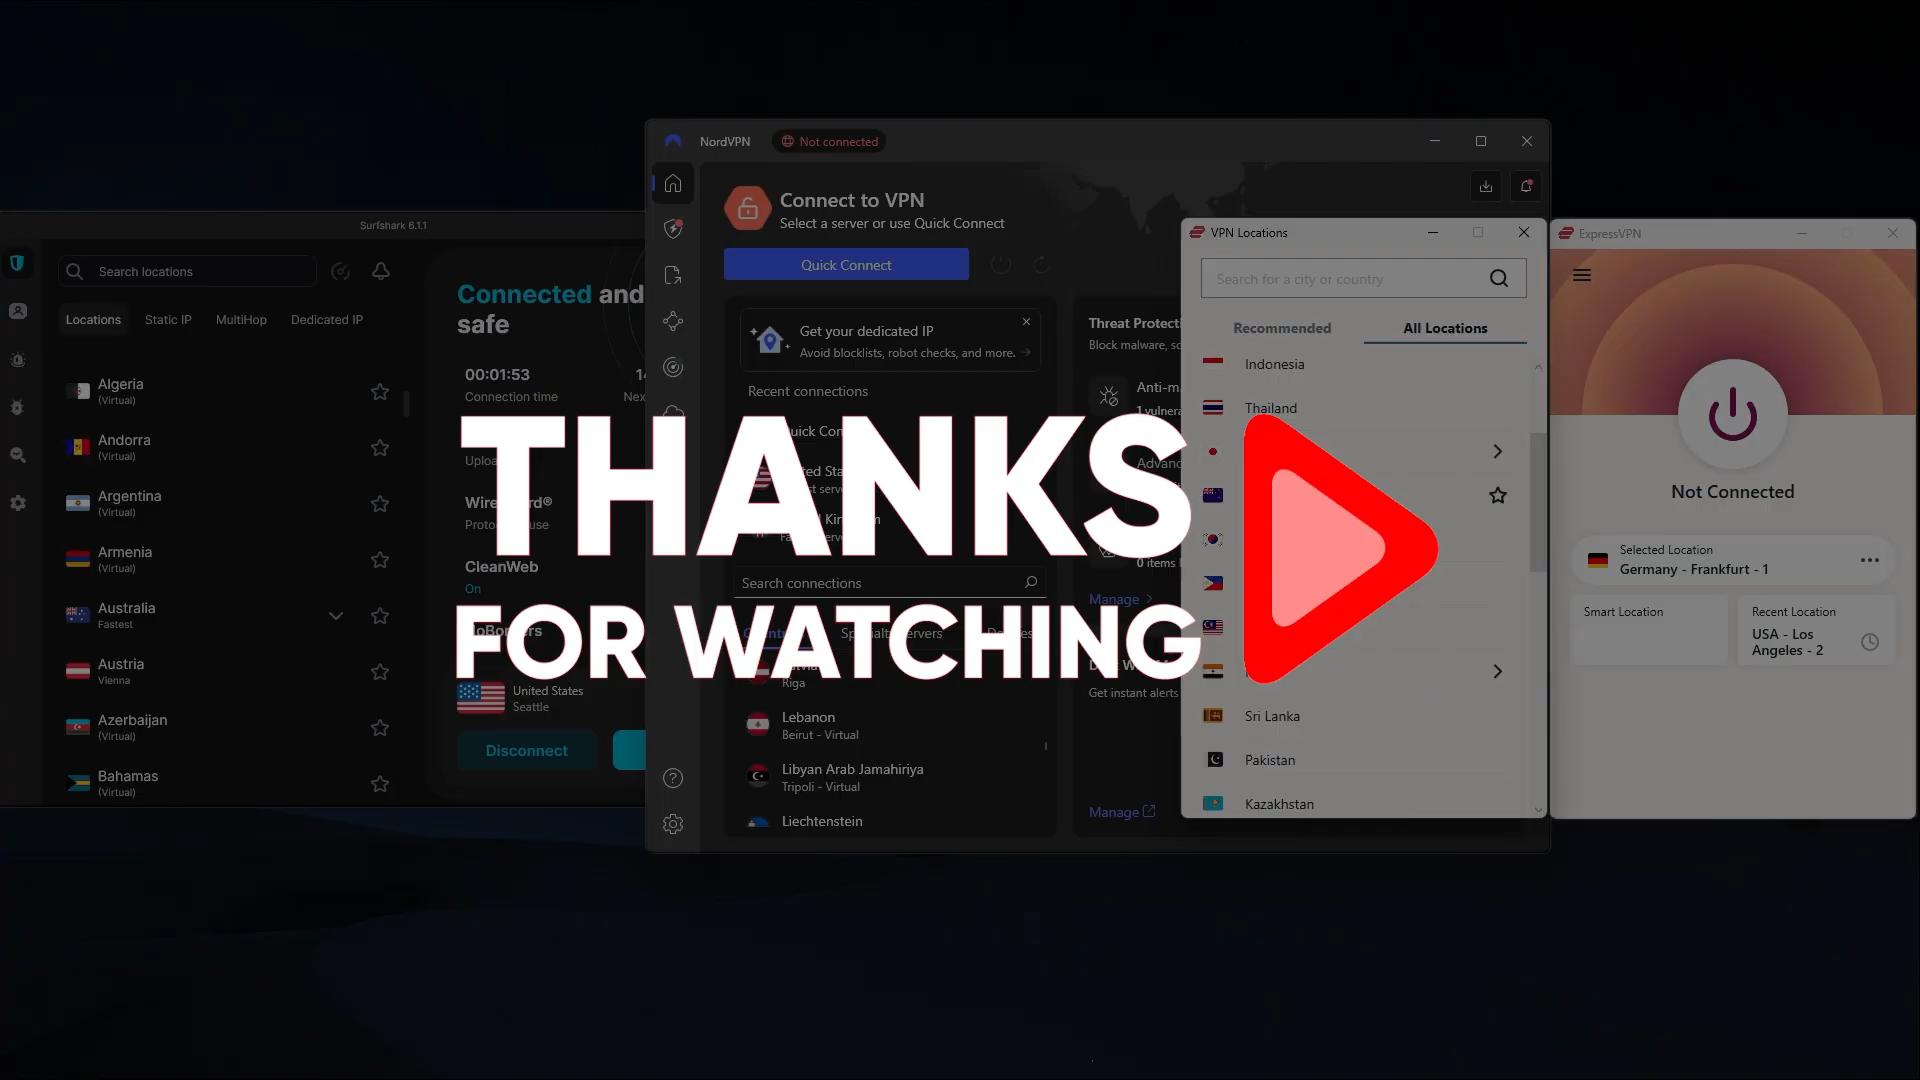 Surfshark 6.1.1
Search locations
Locations
Static IP
MultiHop
Dedicated IP
Algeria
(Virtual)
Andorra
(Virtual)
Argentina
(Virtual)
Armenia
(Virtual)
Australia
Fastest
Austria
Vienna
Azerbaijan
(Virtual)
Bahamas
(Virtual)
Connected and
safe
00:01:53
Connection time
CleanWeb
On
United States
Seattle
Disconnect
NordVPN
Not connected
Connect to VPN
Select a server or use Quick Connect
Quick Connect
Get your dedicated IP
Avoid blocklists, robot checks, and more.
Recent connections
Search connections
Riga
Lebanon
Beirut - Virtual
Libyan Arab Jamahiriya
Tripoli - Virtual
Liechtenstein
Manage
Get instant alerts
Manage
THANKS
FOR WATCHING
VPN Locations
Search for a city or country
Recommended
All Locations
Indonesia
Thailand
Sri Lanka
Pakistan
Kazakhstan
ExpressVPN
Not Connected
Selected Location
Germany - Frankfurt - 1
Smart Location
Recent Location
USA - Los
Angeles - 2